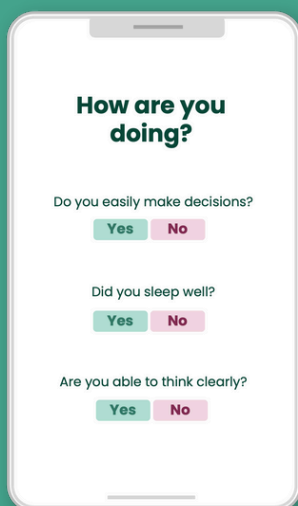 How are you
doing?
Do you easily make decisions?
Yes No
Did you sleep well?
Yes No
Are you able to think clearly?
Yes No